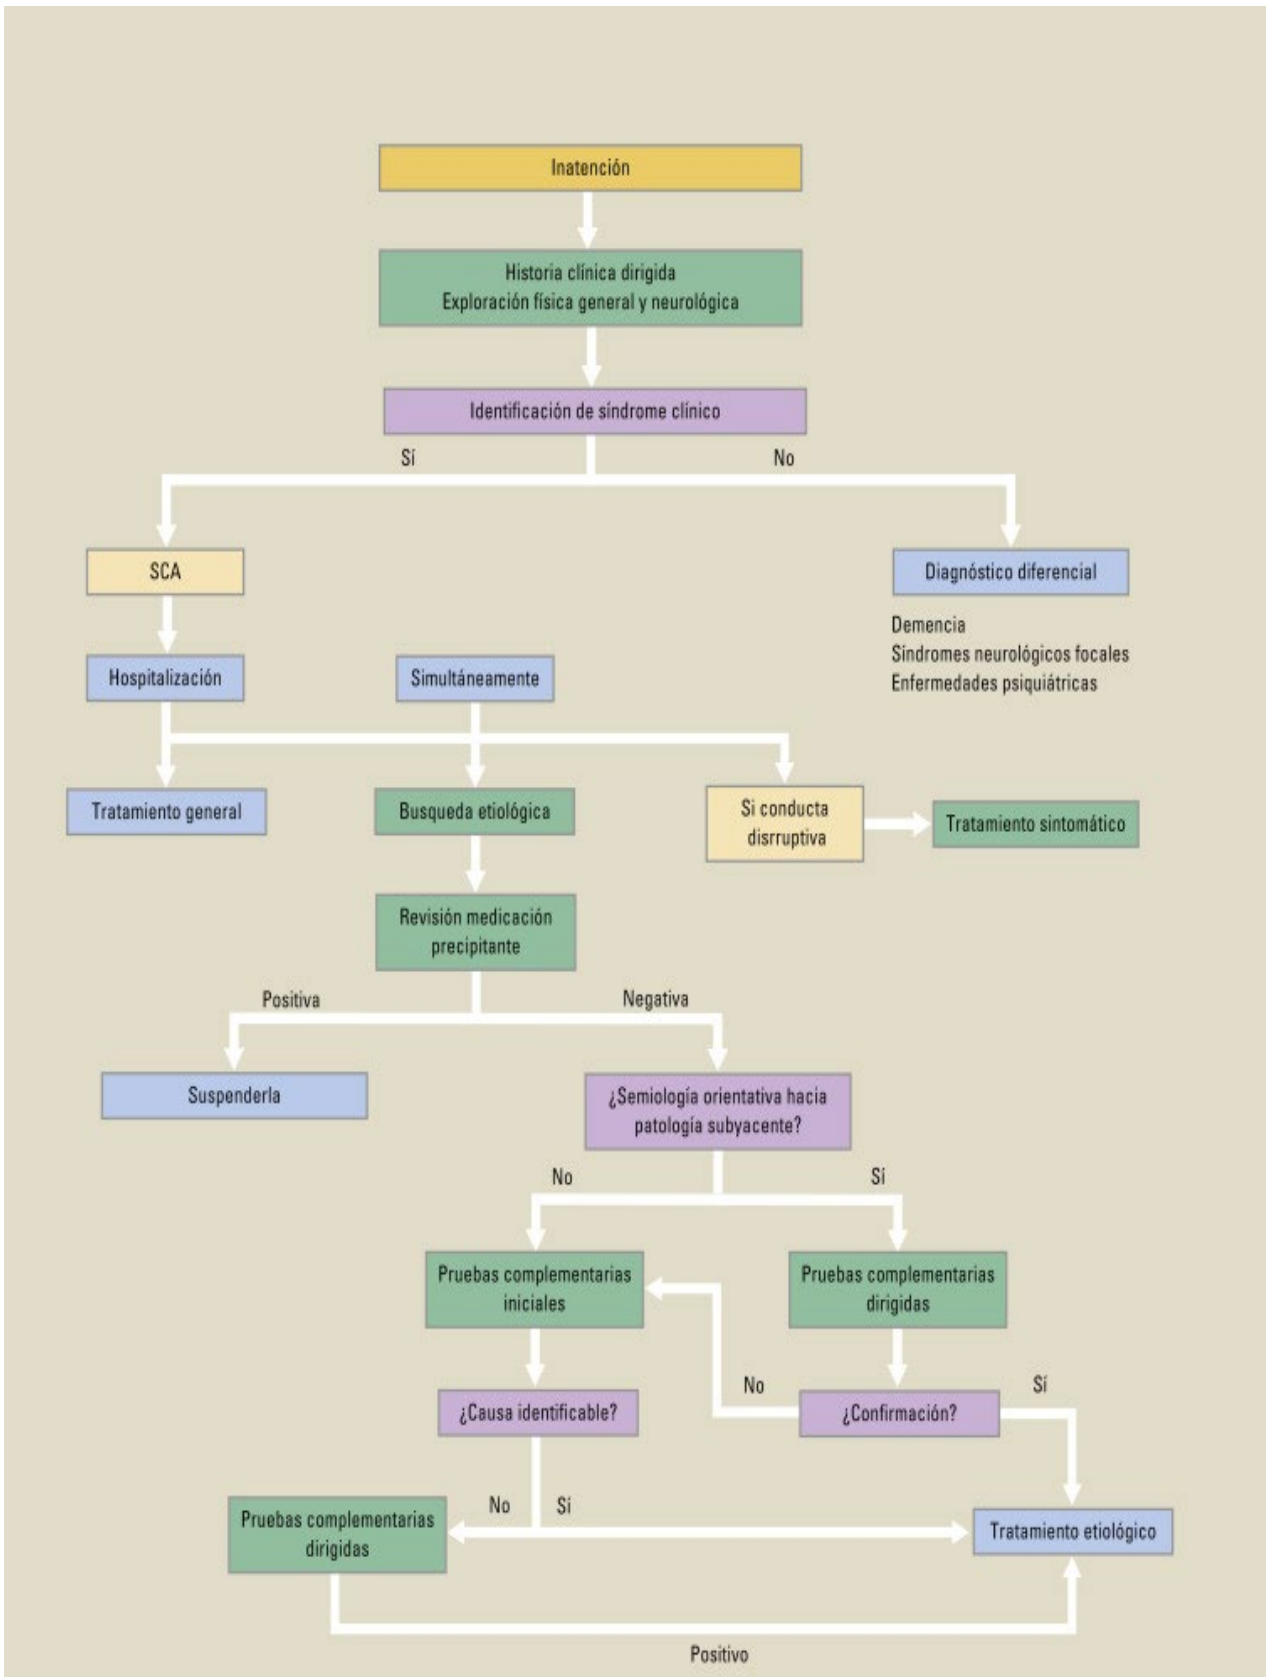 Inatención
Historia clínica dirigida
Exploración física general y neurológica
Identificación de síndrome clínico
Sí
No
SCA
Diagnóstico diferencial
Demencia
Síndromes neurológicos focales
Enfermedades psiquiátricas
Hospitalización
Simultáneamente
Tratamiento general
Busqueda etiológica
Si conducta
disrruptiva
Tratamiento sintomático
Revisión medicación
precipitante
Positiva
Negativa
Suspenderla
¿Semiología orientativa hacia
patología subyacente?
No
Sí
Pruebas complementarias
iniciales
Pruebas complementarias
dirigidas
No
Sí
¿Causa identificable?
¿Confirmación?
No
Sí
Pruebas complementarias
dirigidas
Tratamiento etiológico
Positivo